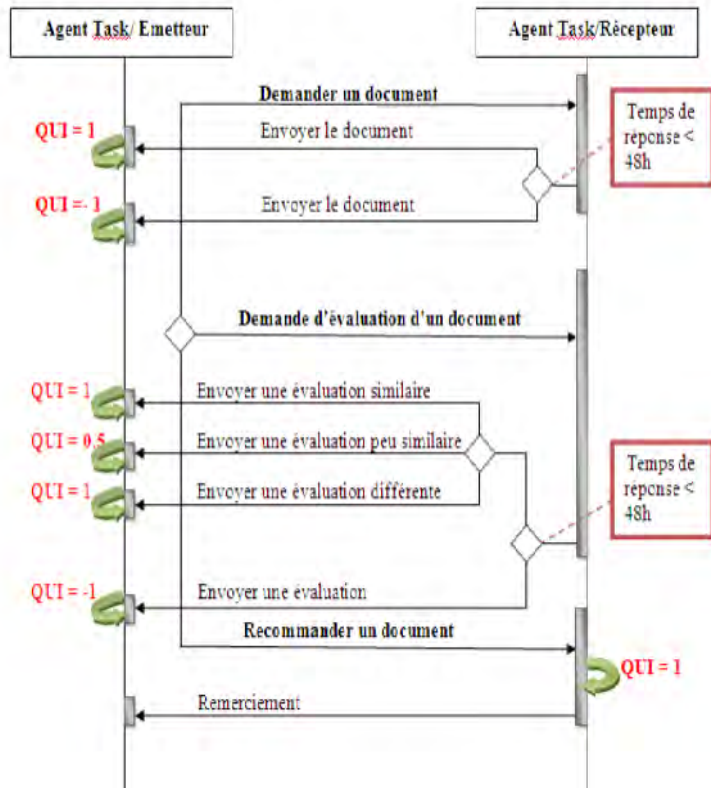 Agent Task/ Emetteur
Agent Task/Récepteur
Demander un document
Temps de
réponse <
48h
QUI = 1
Envoyer le document
QUI =- 1
Envoyer le document
Demande d'évaluation d'un document
QUI = 1
Envoyer une évaluation similaire
QUI = 0.5
Envoyer une évaluation peu similaire
Temps de
réponse <
48h
QUI = 1
Envoyer une évaluation différente
QUI = -1
Envoyer une évaluation
Recommander un document
QUI = 1
Remerciement